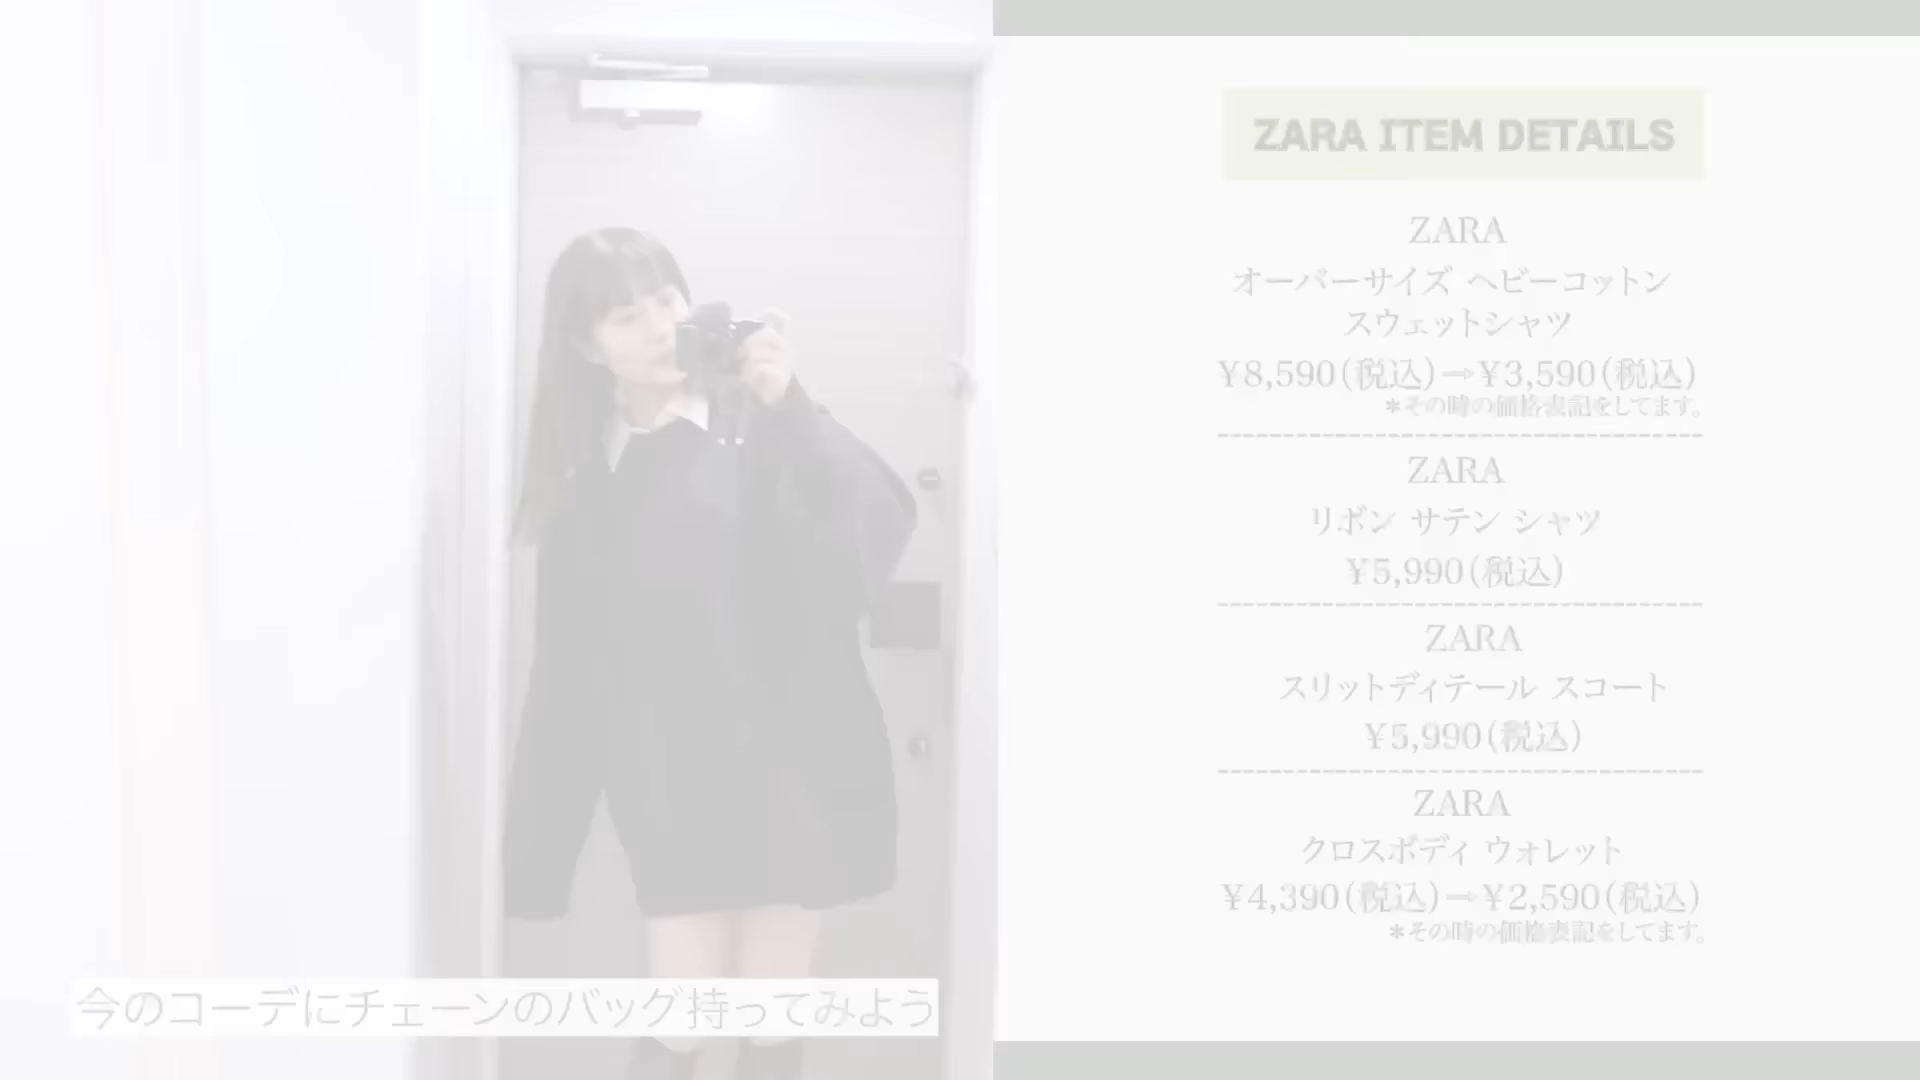 ZARA ITEM DETAILS
ZARA
オーバーサイズ ヘビーコットン
スウェットシャツ
¥8,590(税込)→¥3,590(税込)
*その時の価格表記をしてます。
ZARA
リボン サテン シャツ
¥5,990(税込)
ZARA
スリットディテール スコート
¥5,990(税込)
ZARA
クロスボディ ウォレット
¥4,390(税込)→¥2,590(税込)
*その時の価格表記をしてます。
今のコーデにチェーンのバッグ持ってみよう